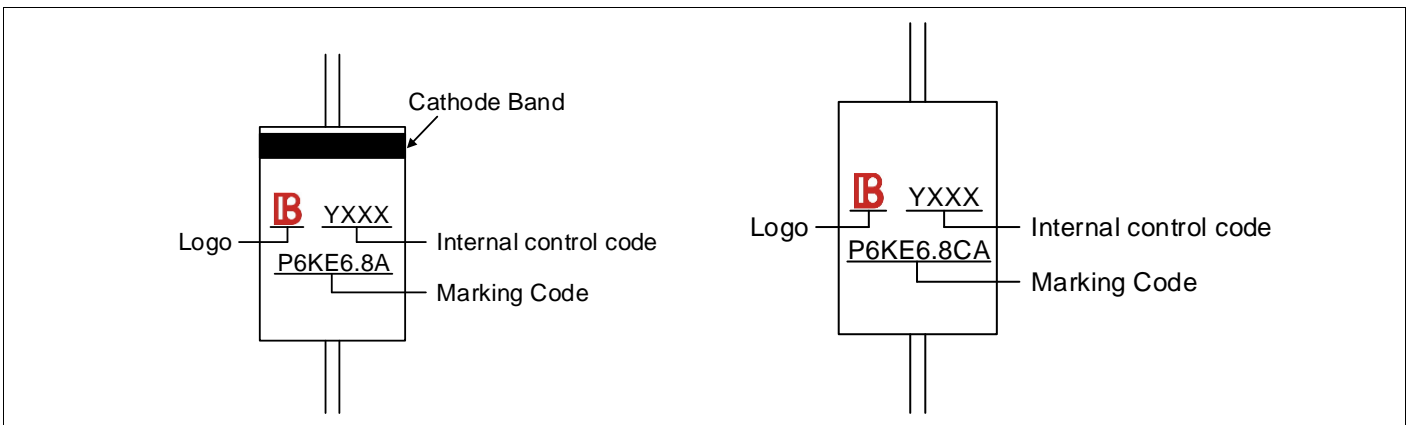 Cathode Band
B YXXX
Logo
Internal control code
P6KE6.8A
Marking Code
B YXXX
Logo
Internal control code
P6KE6.8CA
Marking Code